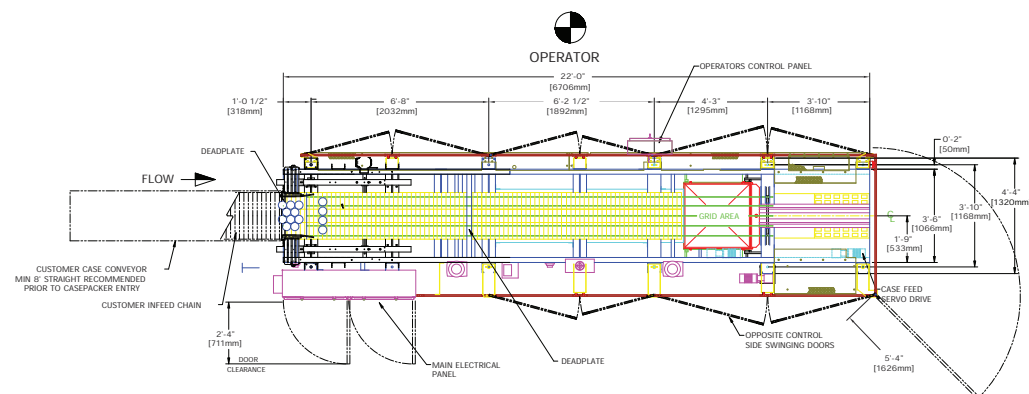 OPERATOR
OPERATORS CONTROL PANEL
22'-0"
[6706mm]
1'-0 1/2"
[318mm]
6'-8"
[2032mm]
6'-2 1/2"
[1892mm]
4'-3"
[1295mm]
3'-10"
[1168mm]
0'-2"
[50mm]
DEADPLATE
FLOW
4'-4"
[1320mm]
3'-10"
[1168mm]
3'-6"
[1066mm]
1'-9"
[533mm]
GRID AREA
CUSTOMER CASE CONVEYOR
MIN 8' STRAIGHT RECOMMENDED
PRIOR TO CASEPACKER ENTRY
CUSTOMER INFEED CHAIN
CASE FEED
SERVO DRIVE
2'-4"
[711mm]
DOOR
CLEARANCE
MAIN ELECTRICAL
PANEL
DEADPLATE
OPPOSITE CONTROL
SIDE SWINGING DOORS
5'-4"
[1626mm]